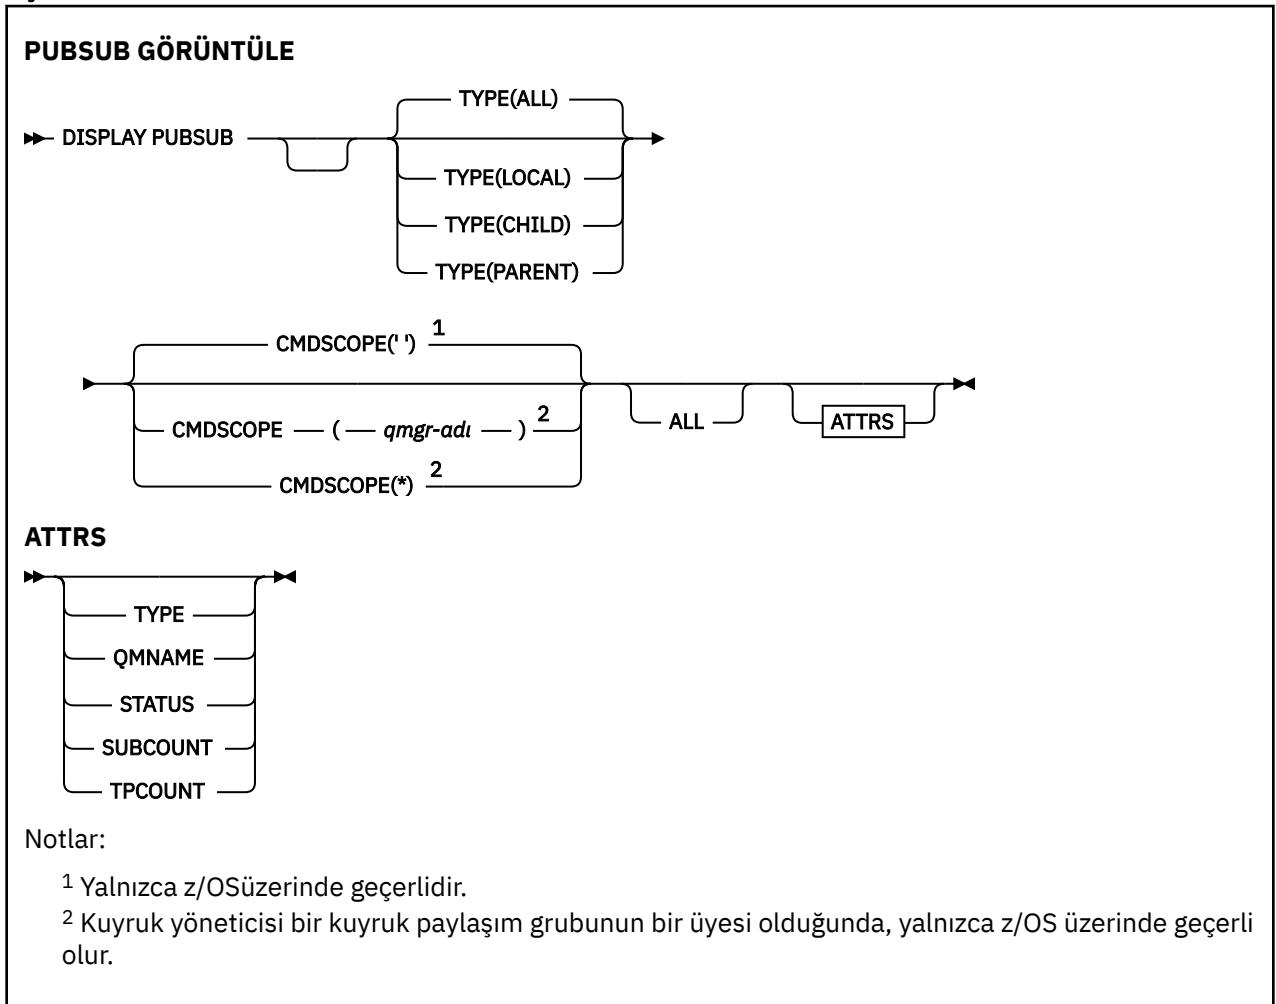 PUBSUB GÖRÜNTÜLE
TYPE(ALL)
DISPLAY PUBSUB
TYPE(LOCAL)
TYPE(CHILD)
TYPE(PARENT)
CMDSCOPE(' ') 1
CMDSCOPE ( qmgr-adı ) 2
ALL
ATTRS
CMDSCOPE(*) 2
ATTRS
TYPE
QMNAME
STATUS
SUBCOUNT
TPCOUNT
Notlar:
1 Yalnızca z/OSüzerinde geçerlidir.
2 Kuyruk yöneticisi bir kuyruk paylaşım grubunun bir üyesi olduğunda, yalnızca z/OS üzerinde geçerli
olur.